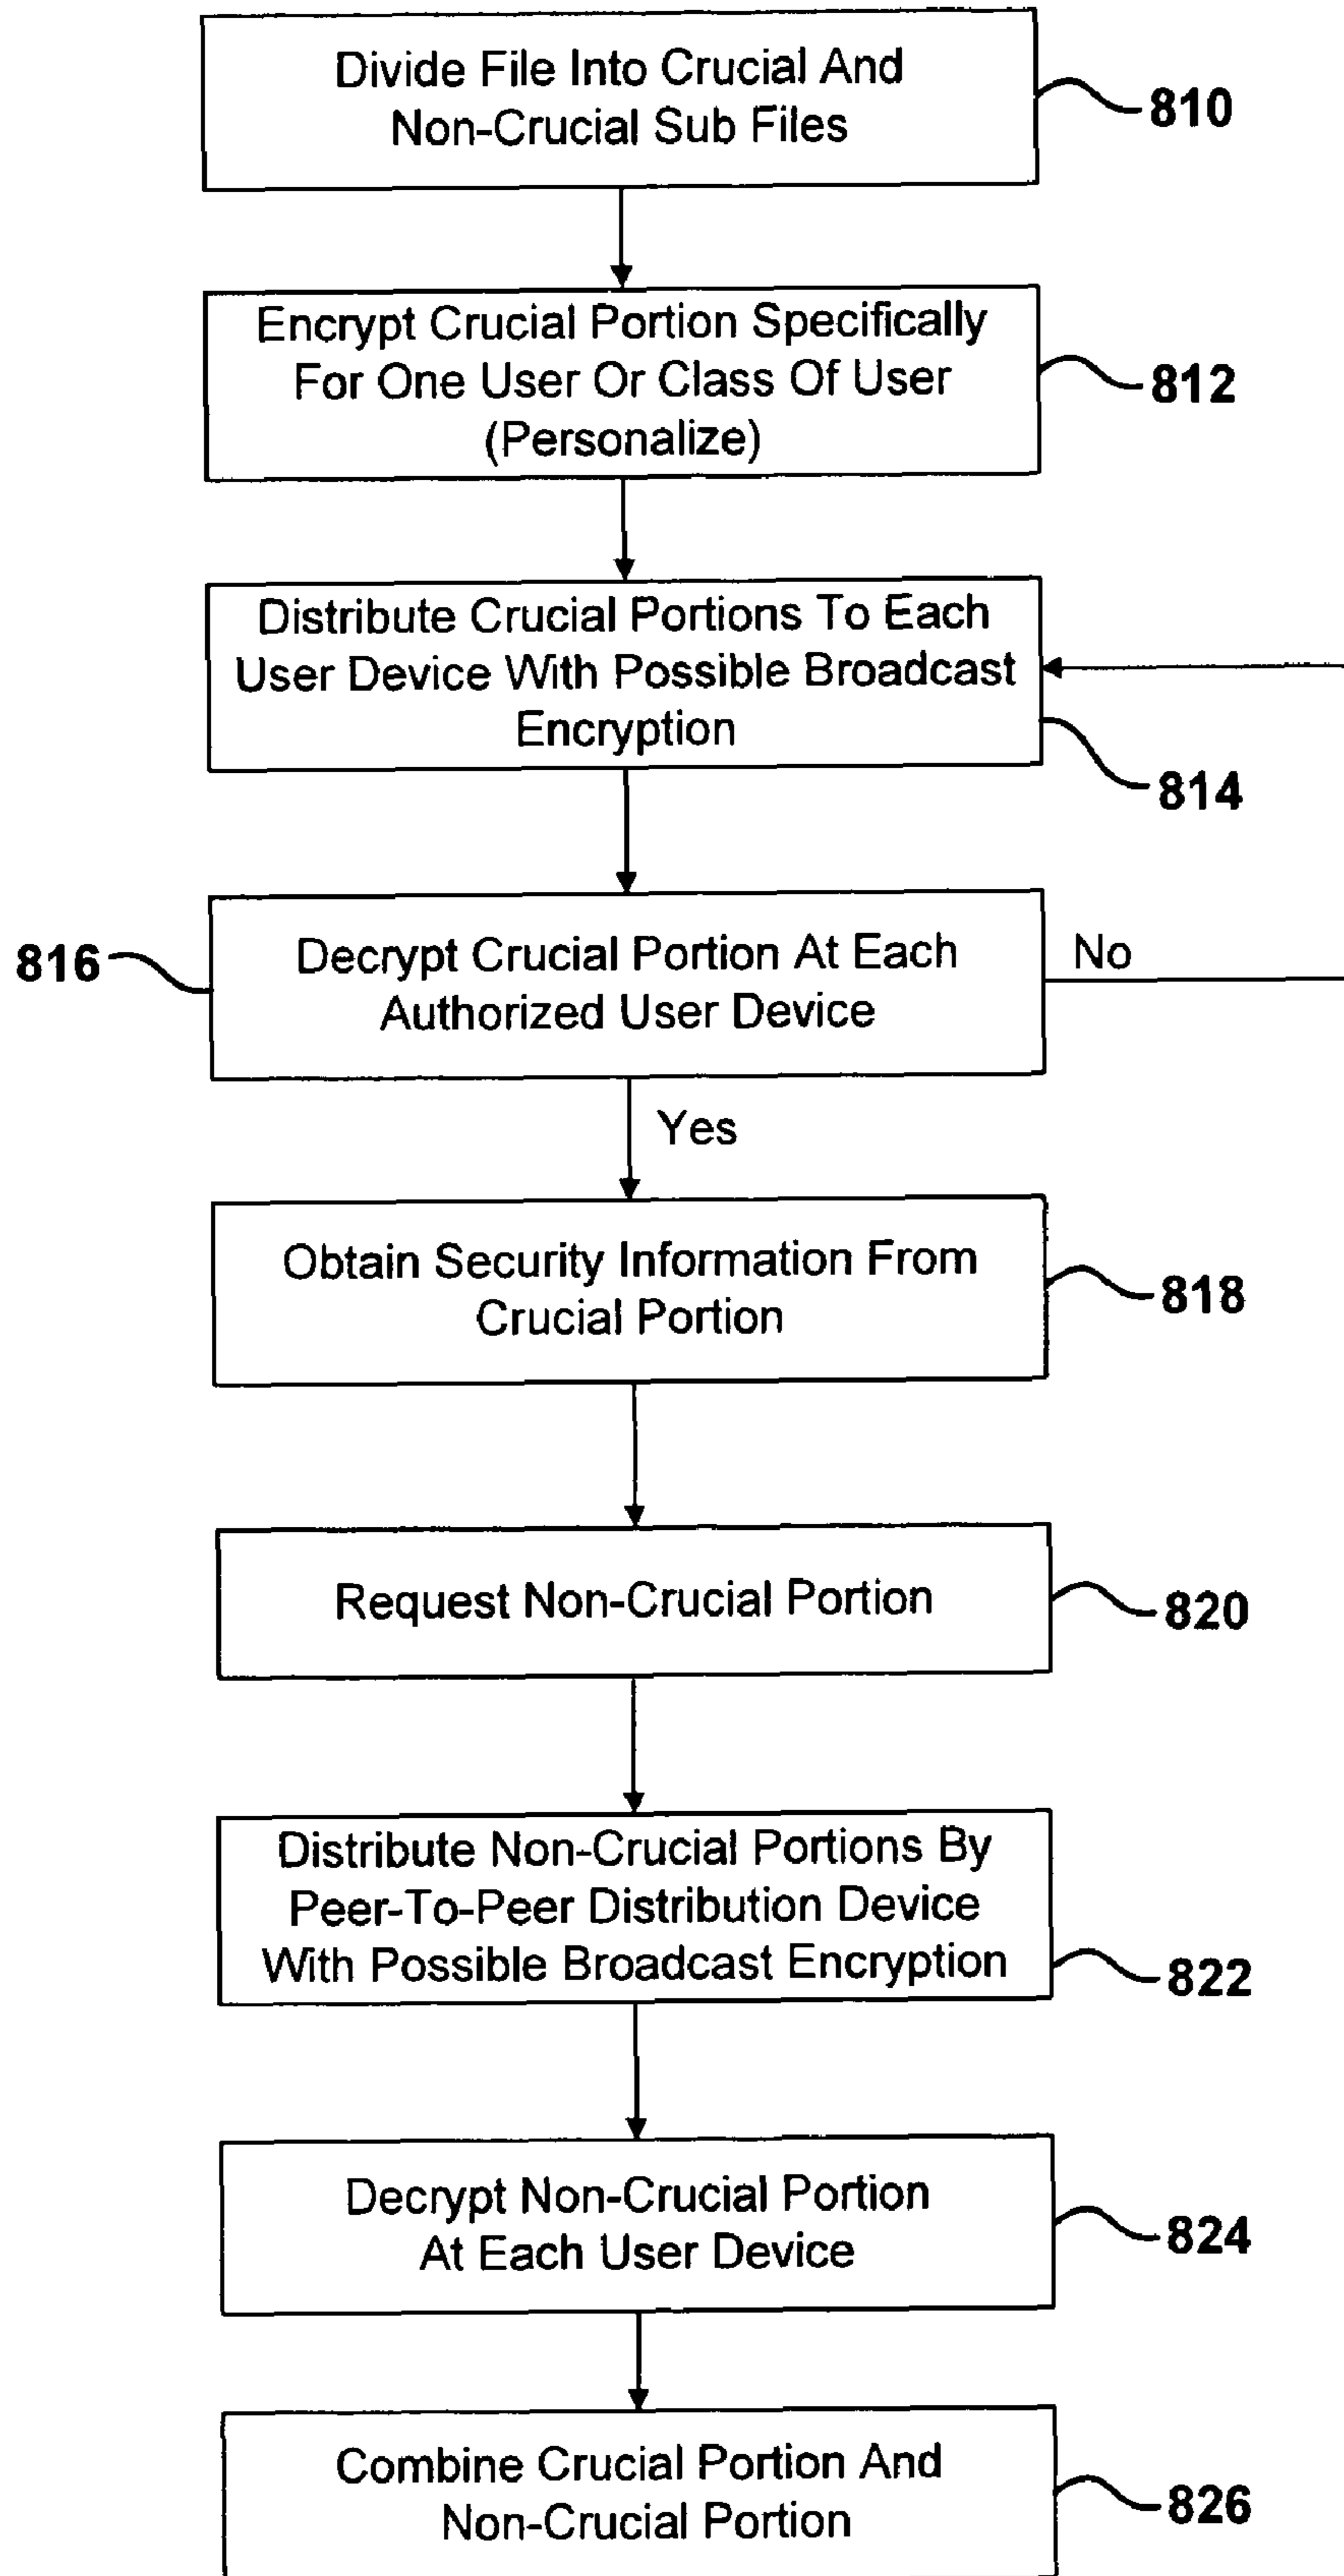 Divide File Into Crucial And
Non-Crucial Sub Files
810
Encrypt Crucial Portion Specifically
For One User Or Class Of User
(Personalize)
812
Distribute Crucial Portions To Each
User Device With Possible Broadcast
Encryption
814
816
Decrypt Crucial Portion At Each
Authorized User Device
No
Yes
Obtain Security Information From
Crucial Portion
818
Request Non-Crucial Portion
820
Distribute Non-Crucial Portions By
Peer-To-Peer Distribution Device
With Possible Broadcast Encryption
822
Decrypt Non-Crucial Portion
At Each User Device
824
Combine Crucial Portion And
Non-Crucial Portion
826